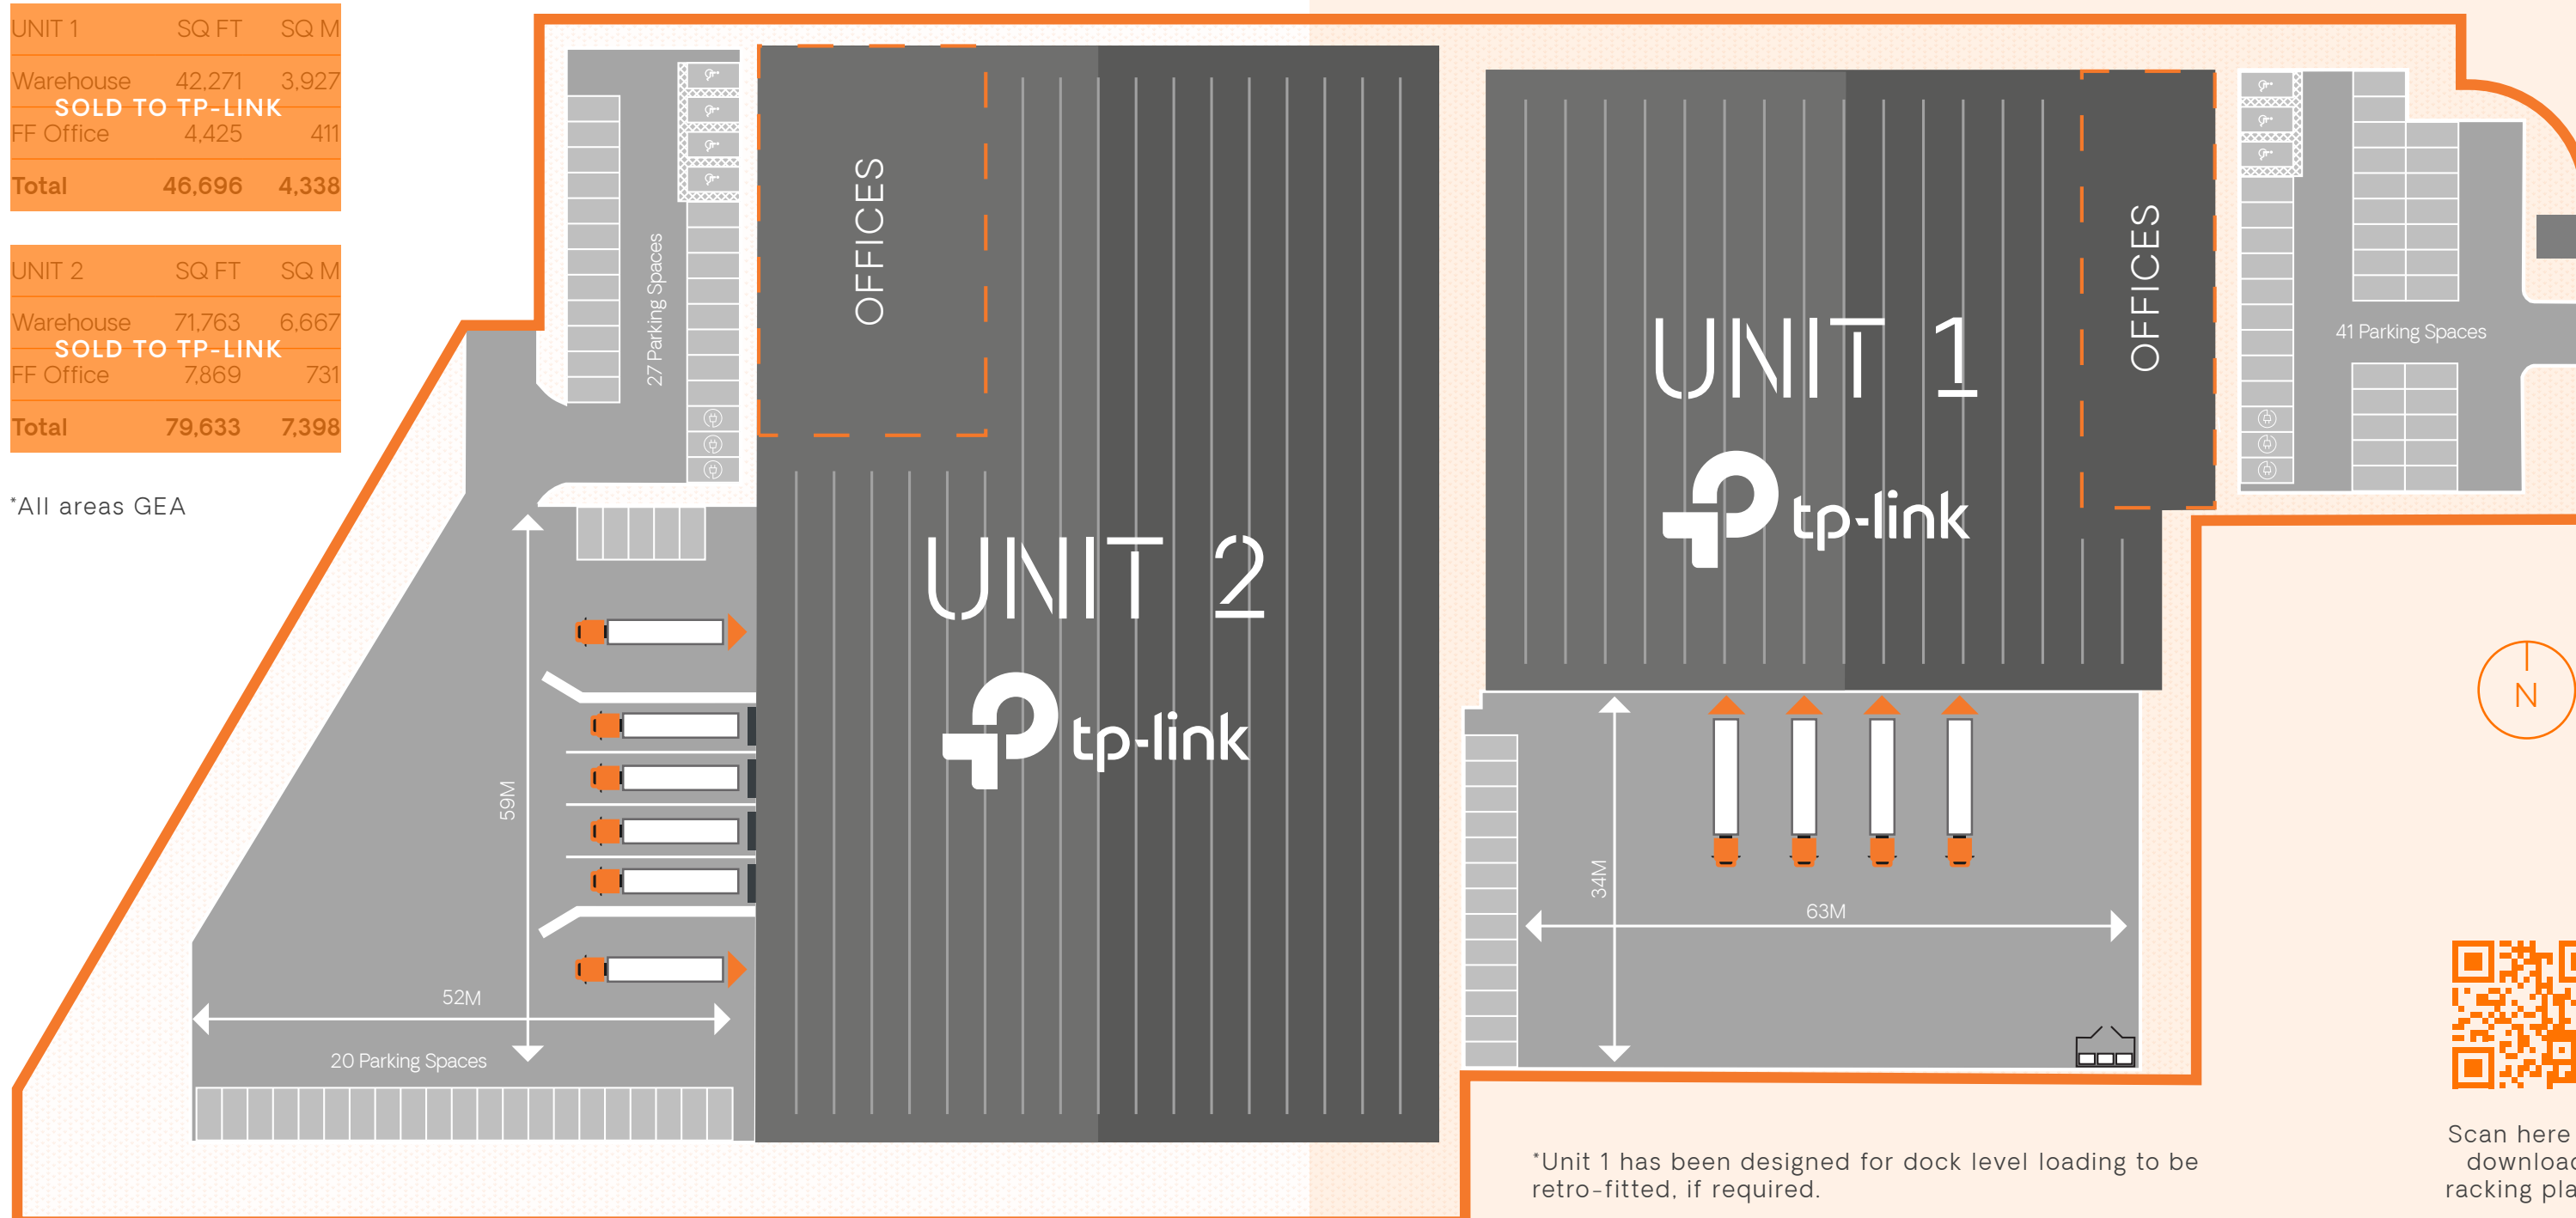 UNIT 1 SQ FT SQ M
Warehouse 42,271 3,927
SOLD TO TP-LINK
FF Office 4,425 411
Total 46,696 4,338
UNIT 2 SQ FT SQ M
Warehouse 71,763 6,667
SOLD TO TP-LINK
FF Office 7,869 731
Total 79,633 7,398
*All areas GEA
27 Parking Spaces
OFFICES
UNIT 2
tp-link
59M
52M
20 Parking Spaces
UNIT 1
tp-link
OFFICES
41 Parking Spaces
34M
63M
N
*Unit 1 has been designed for dock level loading to be
retro-fitted, if required.
Scan here